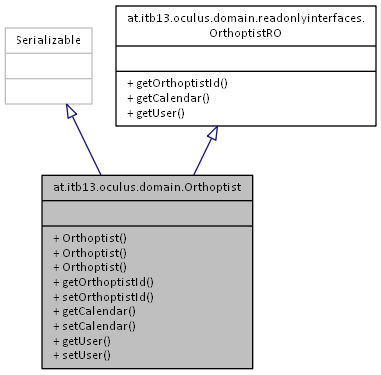 Serializable
at.itb13.oculus.domain.readonlyinterfaces.
OrthoptistRO
+ getOrthoptistId()
+ getCalendar()
+ getUser()
at.itb13.oculus.domain.Orthoptist
+ Orthoptist()
+ Orthoptist()
+ Orthoptist()
+ getOrthoptistId()
+ setOrthoptistId()
+ getCalendar()
+ setCalendar()
+ getUser()
+ setUser()